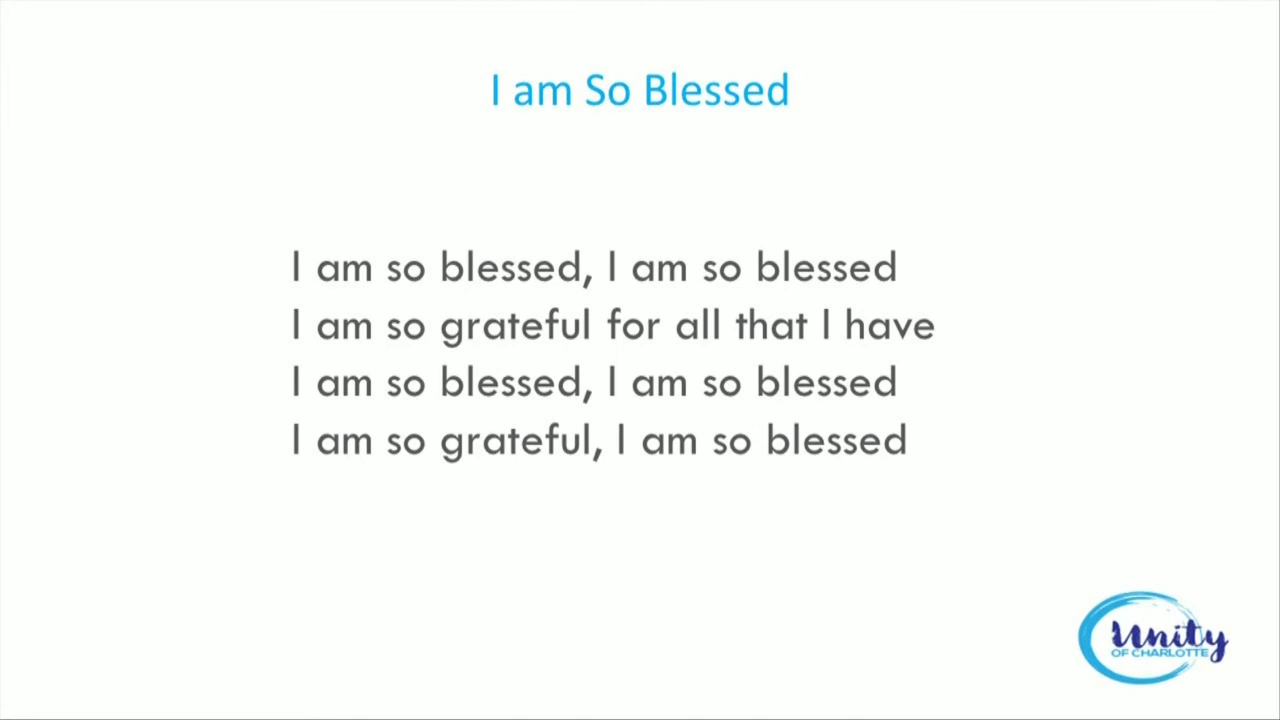 I am So Blessed
I am so blessed, I am so blessed
I am so grateful for all that I have
I am so blessed, I am so blessed
I am so grateful, I am so blessed
Unity
OF CHARLOTTE